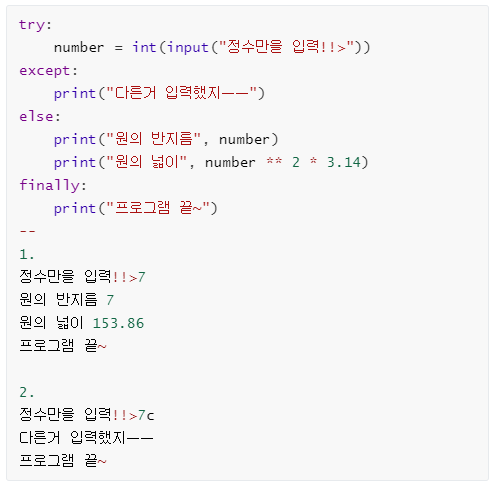 try:
    number = int(input("정수만을 입력!!>"))
except:
    print("다른거 입력했지ㅡㅡ")
else:
    print("원의 반지름", number)
    print("원의 넓이", number ** 2 * 3.14)
finally:
    print("프로그램 끝~")
--
1.
정수만을 입력!!>7
원의 반지름 7
원의 넓이 153.86
프로그램 끝~

2.
정수만을 입력!!>7c
다른거 입력했지ㅡㅡ
프로그램 끝~